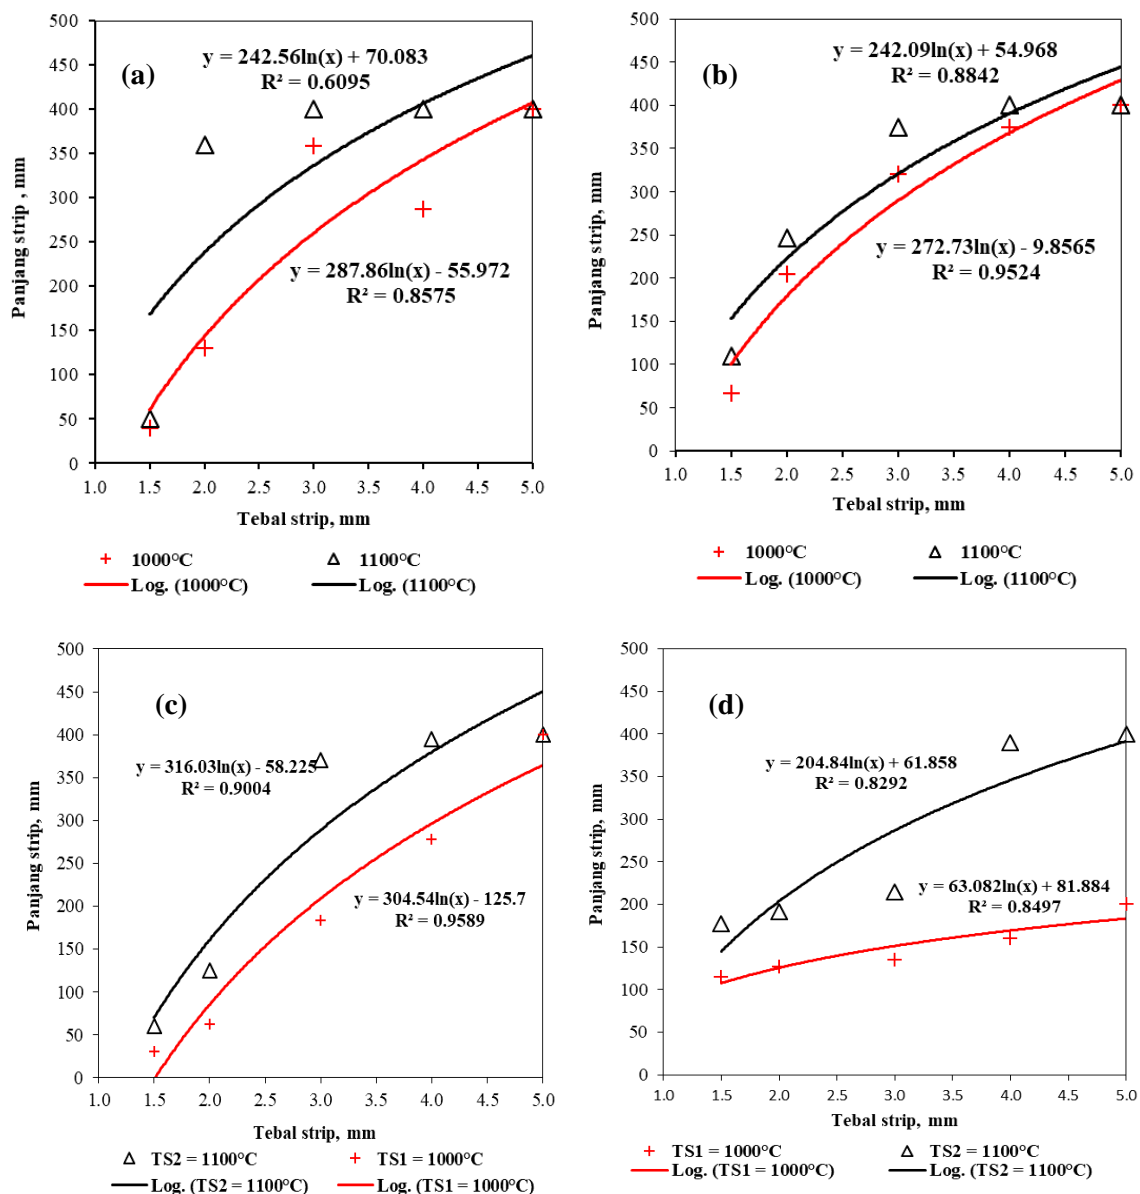 (a)
y = 242.56ln(x) + 70.083
R² = 0.6095
y = 287.86ln(x) - 55.972
R² = 0.8575
Panjang strip , mm
500
450
400
350
300
250
200
150
100
50
0
1.0 1.5 2.0 2.5 3.0 3.5 4.0 4.5 5.0
Tebal strip, mm
1000°C 1100°C
Log. (1000°C) Log. (1100°C)
(b)
y = 242.09ln(x) + 54.968
R² = 0.8842
y = 272.73ln(x) - 9.8565
R² = 0.9524
Panjang strip, mm
500
450
400
350
300
250
200
150
100
50
0
1.0 1.5 2.0 2.5 3.0 3.5 4.0 4.5 5.0
Tebal strip, mm
1000°C 1100°C
Log. (1000°C) Log. (1100°C)
(c)
y = 316.03ln(x) - 58.225
R² = 0.9004
y = 304.54ln(x) - 125.7
R² = 0.9589
Panjang strip, mm
500
450
400
350
300
250
200
150
100
50
0
1.0 1.5 2.0 2.5 3.0 3.5 4.0 4.5 5.0
Tebal strip, mm
TS2 = 1100°C TS1 = 1000°C
Log. (TS2 = 1100°C) Log. (TS1 = 1000°C)
(d)
y = 204.84ln(x) + 61.858
R² = 0.8292
y = 63.082ln(x) + 81.884
R² = 0.8497
Panjang strip, mm
500
450
400
350
300
250
200
150
100
50
0
1.0 1.5 2.0 2.5 3.0 3.5 4.0 4.5 5.0
Tebal strip, mm
TS1 = 1000°C TS2 = 1100°C
Log. (TS1 = 1000°C) Log. (TS2 = 1100°C)